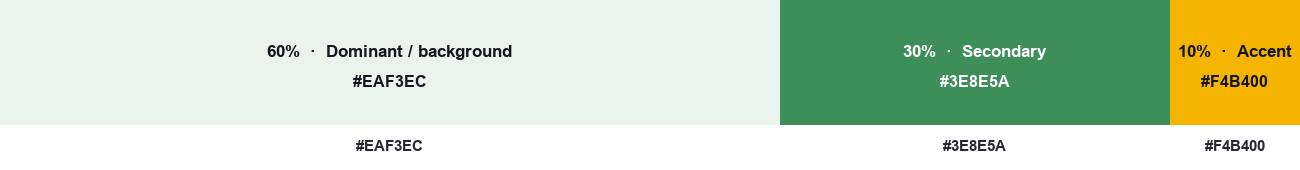 60% · Dominant / background
#EAF3EC
30% · Secondary
#3E8E5A
10% · Accent
#F4B400
#EAF3EC
#3E8E5A
#F4B400